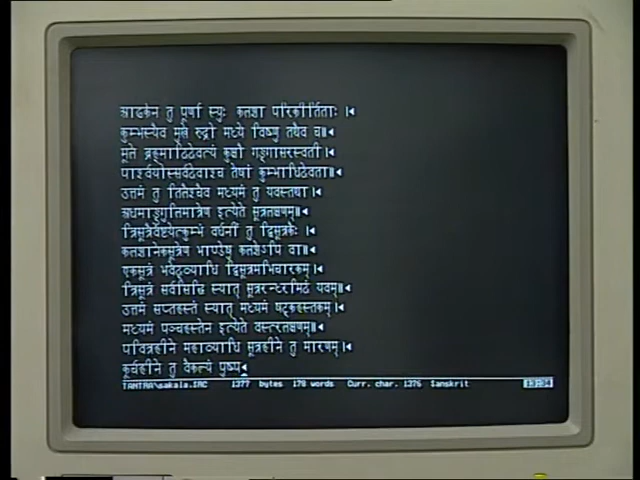 आढकेन तु पूर्णा स्युः कलशा परिकीर्तिताः ।
कुम्भस्यैव मुखे रुद्रो मध्ये विष्णु तथैव च॥
मूले ब्रह्माधिदेवत्यं कुक्षौ गङ्गासरस्वती ।
पार्श्वयोस्सर्वदेवाश्च तेषां कुम्भाधिदेवता॥
उत्तमं तु तिलैश्चैव मध्यमं तु यवस्तथा ।
अधमाङ्गुलिमात्रेण इत्येते सूत्रलक्षणम्॥
त्रिसूत्रैर्वेष्टयेत्कुम्भं वर्धनीं तु द्विसूत्रकैः ।
कलशानेकसूत्रेण भाण्डेषु कलशेऽपि वा॥
एकसूत्रं भवेद्व्याधि द्विसूत्रमभिचारकम् ।
त्रिसूत्रं सर्वसिद्धि स्यात् सूत्ररन्तरमिदं यवम्॥
उत्तमं सप्तहस्तं स्यात् मध्यमं षट्कहस्तकम् ।
मध्यमं पञ्चहस्तेन इत्येते वस्त्रलक्षणम्॥
पवित्रहीने महाव्याधि सूत्रहीने तु मारणम् ।
कूर्चहीने तु वैकल्यं पुष्प
TANTRA\sakala.IRC 1377 bytes 178 words Curr. char. 1376 Sanskrit